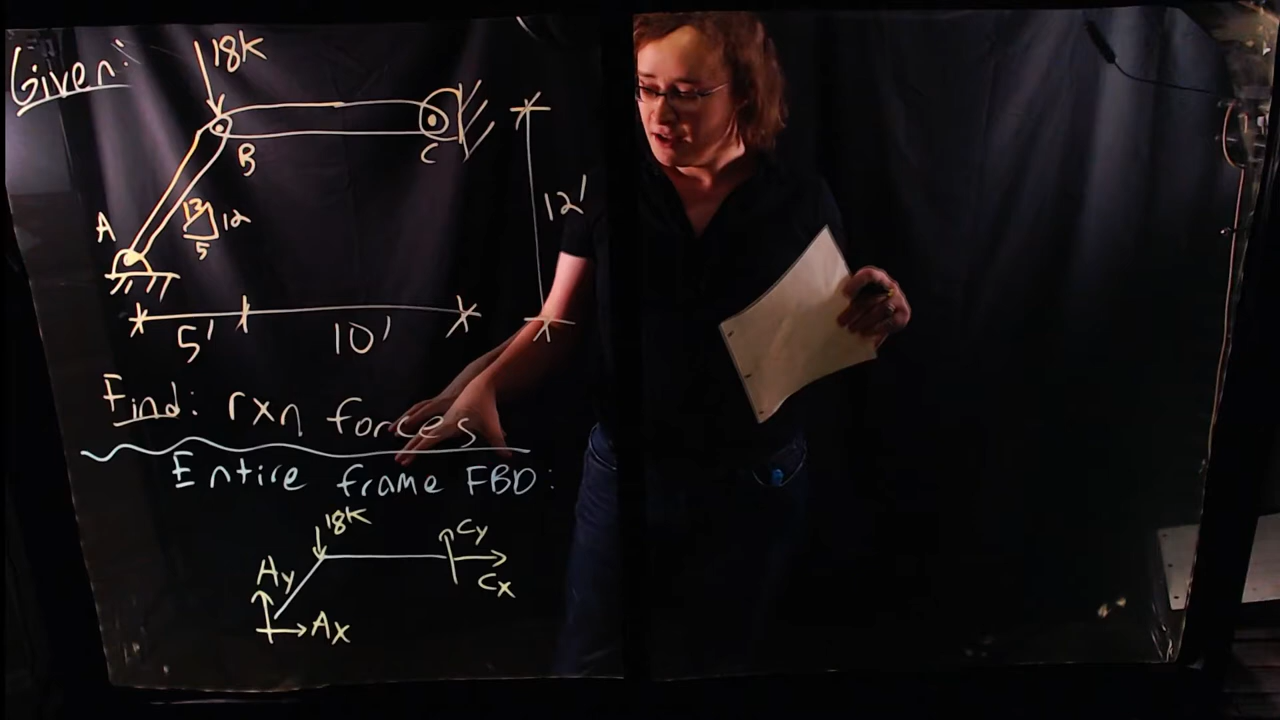 Given:
18K
B
C
A
13
12
5
12'
5'
10'
Find: rxn forces
Entire frame FBD:
18K
Cy
Cx
Ay
Ax